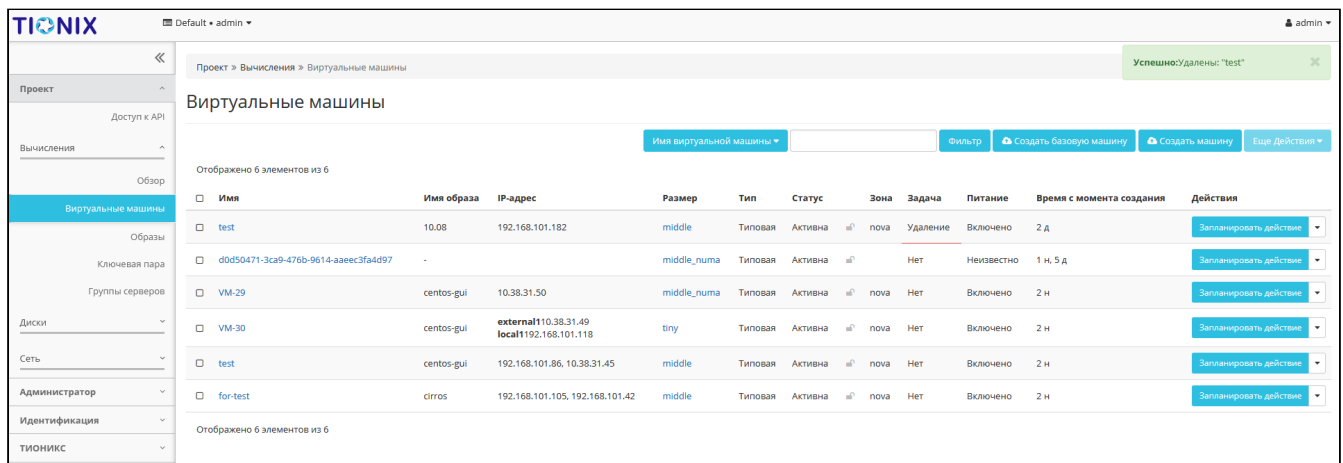 TIONIX Default • admin admin
Проект » Вычисления » Виртуальные машины
Успешно:Удалены: "test"
Проект
Доступ к API
Вычисления
Обзор
Виртуальные машины
Образы
Ключевая пара
Группы серверов
Диски
Сеть
Администратор
Идентификация
ТИОНИКС
Виртуальные машины
Имя виртуальной машины Фильтр Создать базовую машину Создать машину Еще Действия
Отображено 6 элементов из 6
Имя Имя образа IP-адрес Размер Тип Статус Зона Задача Питание Время с момента создания Действия
test 10.08 192.168.101.182 middle Типовая Активна nova Удаление Включено 2 д Запланировать действие
d0d50471-3ca9-476b-9614-aaeec3fa4d97 - middle_numa Типовая Активна Нет Неизвестно 1 н, 5 д Запланировать действие
VM-29 centos-gui 10.38.31.50 middle_numa Типовая Активна nova Нет Включено 2 н Запланировать действие
VM-30 centos-gui external110.38.31.49 tiny Типовая Активна nova Нет Включено 2 н Запланировать действие
local1192.168.101.118
test centos-gui 192.168.101.86, 10.38.31.45 middle Типовая Активна nova Нет Включено 2 н Запланировать действие
for-test cirros 192.168.101.105, 192.168.101.42 middle Типовая Активна nova Нет Включено 2 н Запланировать действие
Отображено 6 элементов из 6